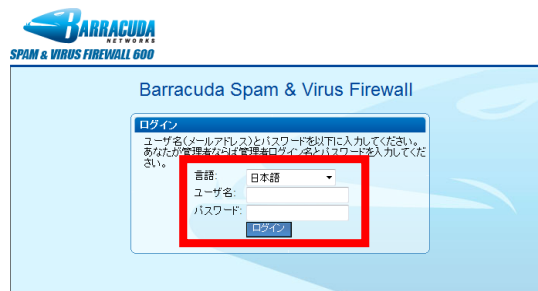 BARRACUDA
NETWORKS
SPAM & VIRUS FIREWALL 600
Barracuda Spam & Virus Firewall
ログイン
ユーザ名(メールアドレス)とパスワードを以下に入力してください。
あなたが管理者ならば管理者ログイン名とパスワードを入力してくだ
さい。
言語: 日本語
ユーザ名:
パスワード:
ログイン